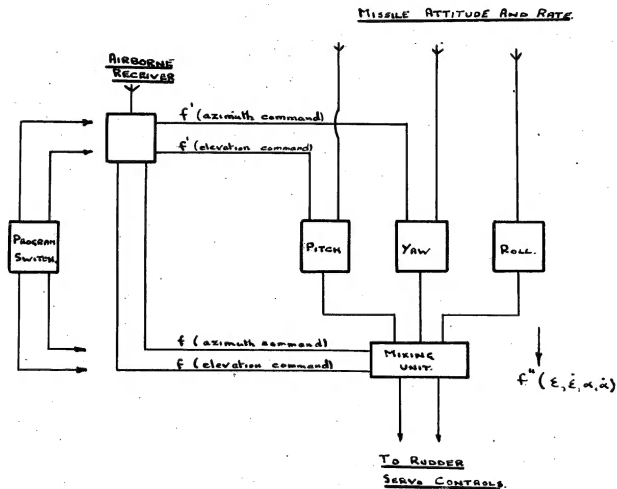 MISSILE ATTITUDE AND RATE.
AIRBORNE
RECRIVER
f' (azimuth command)
f' (elevation command)
PROGRAM
SWITCH.
PITCH
YAW
ROLL.
f (azimuth command)
f (elevation command)
MIXING
UNIT.
f" (ε, ε̇, α, α̇)
TO RUDDER
SERVO CONTROLS.